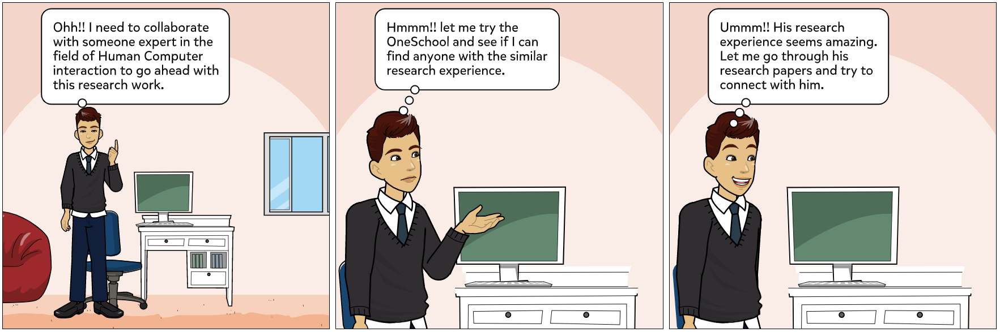 Ohh!! I need to collaborate
with someone expert in the
field of Human Computer
interaction to go ahead with
this research work.
Hmmm!! let me try the
OneSchool and see if I can
find anyone with the similar
research experience.
Ummm!! His research
experience seems amazing.
Let me go through his
research papers and try to
connect with him.